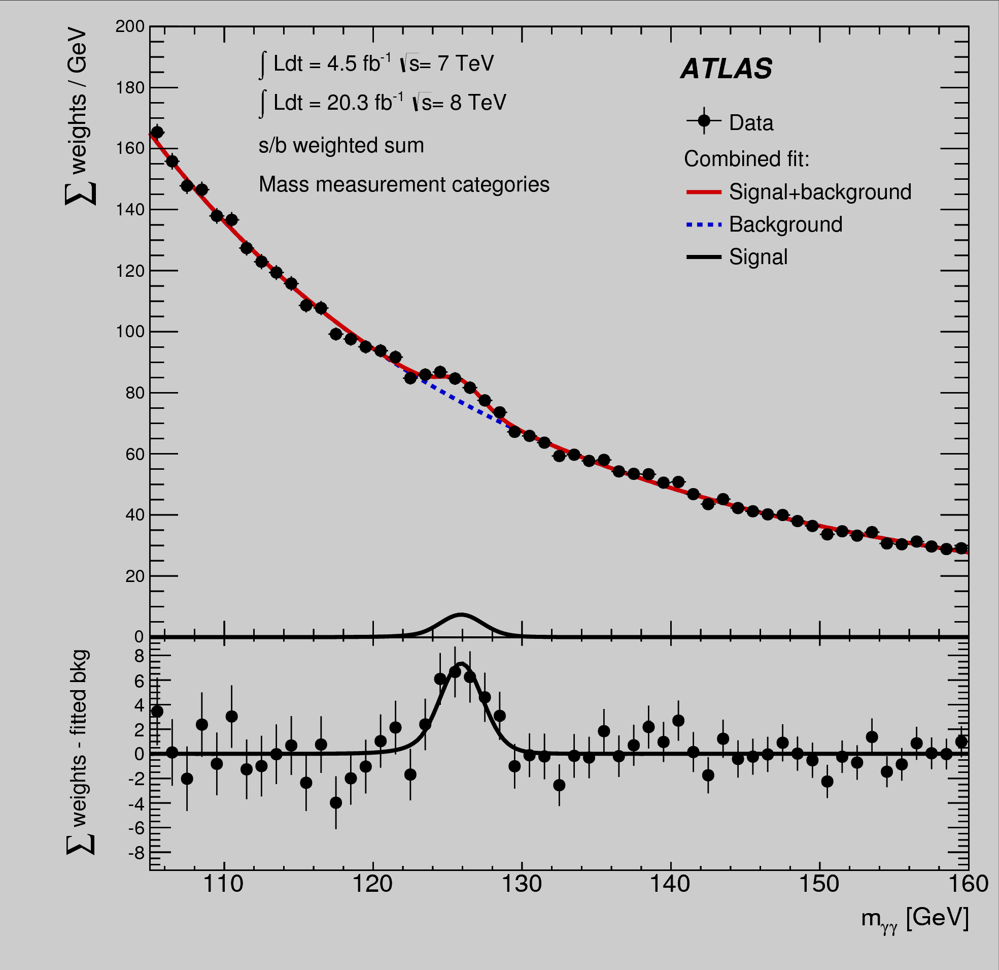 ∑ weights / GeV
200
180
160
140
120
100
80
60
40
20
0
∫ Ldt = 4.5 fb⁻¹ √s= 7 TeV
∫ Ldt = 20.3 fb⁻¹ √s= 8 TeV
s/b weighted sum
Mass measurement categories
ATLAS
Data
Combined fit:
Signal+background
Background
Signal
∑ weights - fitted bkg
8
6
4
2
0
-2
-4
-6
-8
110 120 130 140 150 160
mγγ [GeV]